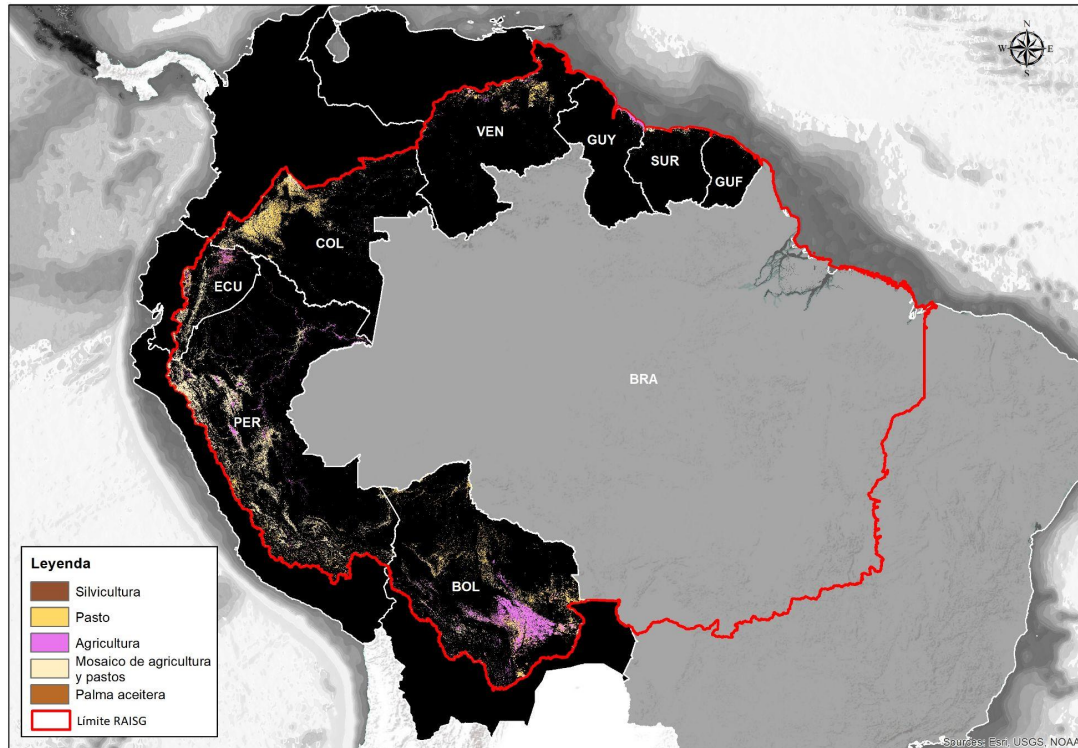 N
W E
S
VEN
GUY
SUR
GUF
COL
ECU
BRA
PER
BOL
Leyenda
Silvicultura
Pasto
Agricultura
Mosaico de agricultura
y pastos
Palma aceitera
Límite RAISG
Sources: Esri, USGS, NOAA